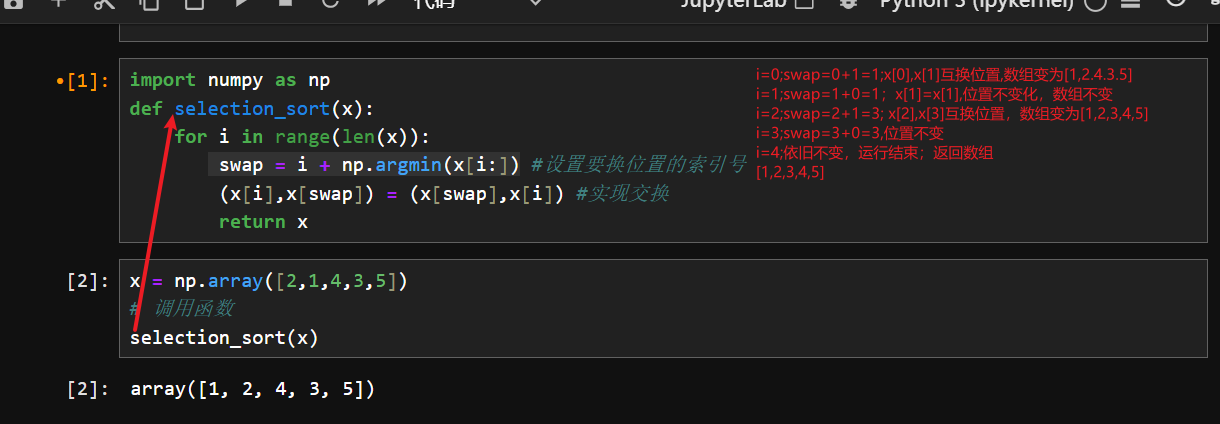 代码
JupyterLab
Python 3 (ipykernel)
[1]:
import numpy as np
def selection_sort(x):
for i in range(len(x)):
swap = i + np.argmin(x[i:]) #设置要换位置的索引号
(x[i],x[swap]) = (x[swap],x[i]) #实现交换
return x
i=0;swap=0+1=1;x[0],x[1]互换位置,数组变为[1,2.4.3.5]
i=1;swap=1+0=1；x[1]=x[1],位置不变化，数组不变
i=2;swap=2+1=3; x[2],x[3]互换位置，数组变为[1,2,3,4,5]
i=3;swap=3+0=3,位置不变
i=4;依旧不变，运行结束；返回数组
[1,2,3,4,5]
[2]:
x = np.array([2,1,4,3,5])
# 调用函数
selection_sort(x)
[2]:
array([1, 2, 4, 3, 5])